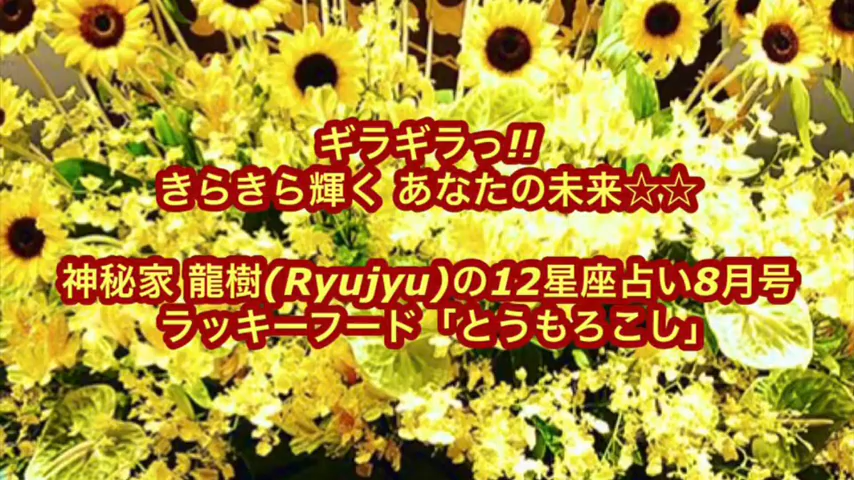 ギラギラっ!!
きらきら輝く あなたの未来☆☆
神秘家 龍樹(Ryujyu)の12星座占い8月号
ラッキーフード「とうもろこし」